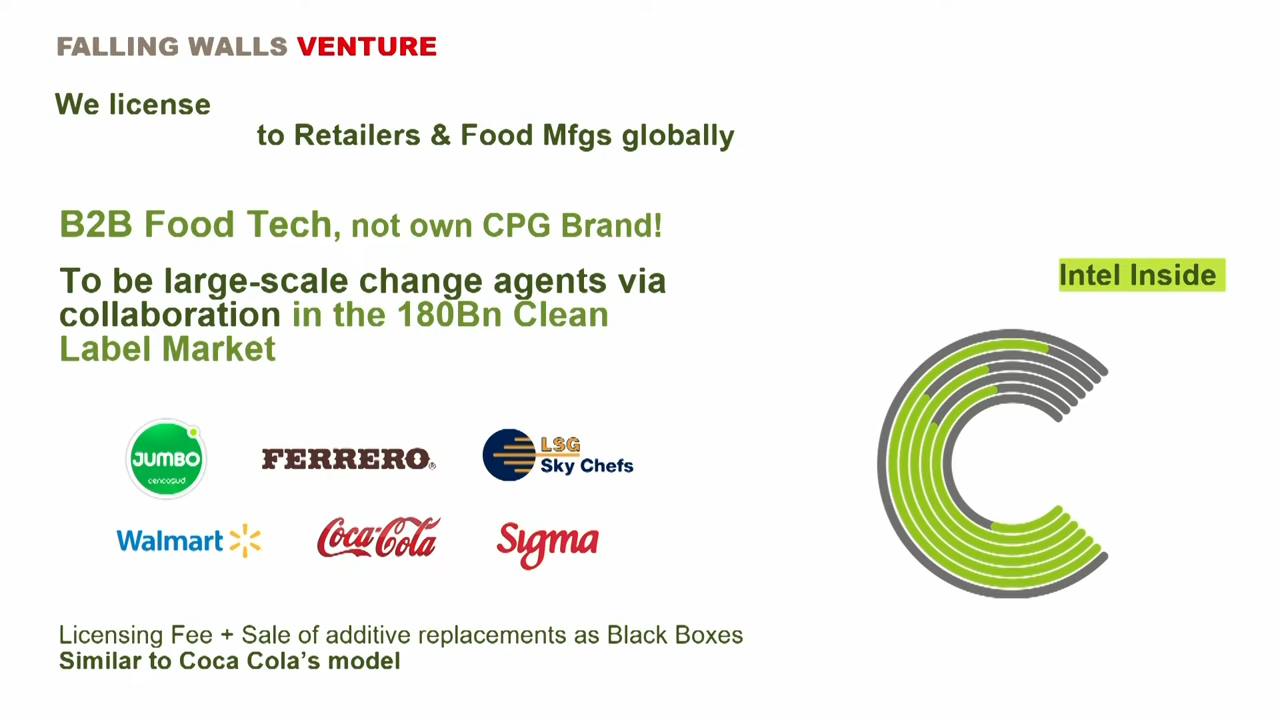 FALLING WALLS VENTURE
We license
to Retailers & Food Mfgs globally
B2B Food Tech, not own CPG Brand!
To be large-scale change agents via
collaboration in the 180Bn Clean
Label Market
Intel Inside
JUMBO
cencosud
FERRERO®
LSG
Sky Chefs
Walmart
Coca-Cola
Sigma
Licensing Fee + Sale of additive replacements as Black Boxes
Similar to Coca Cola’s model